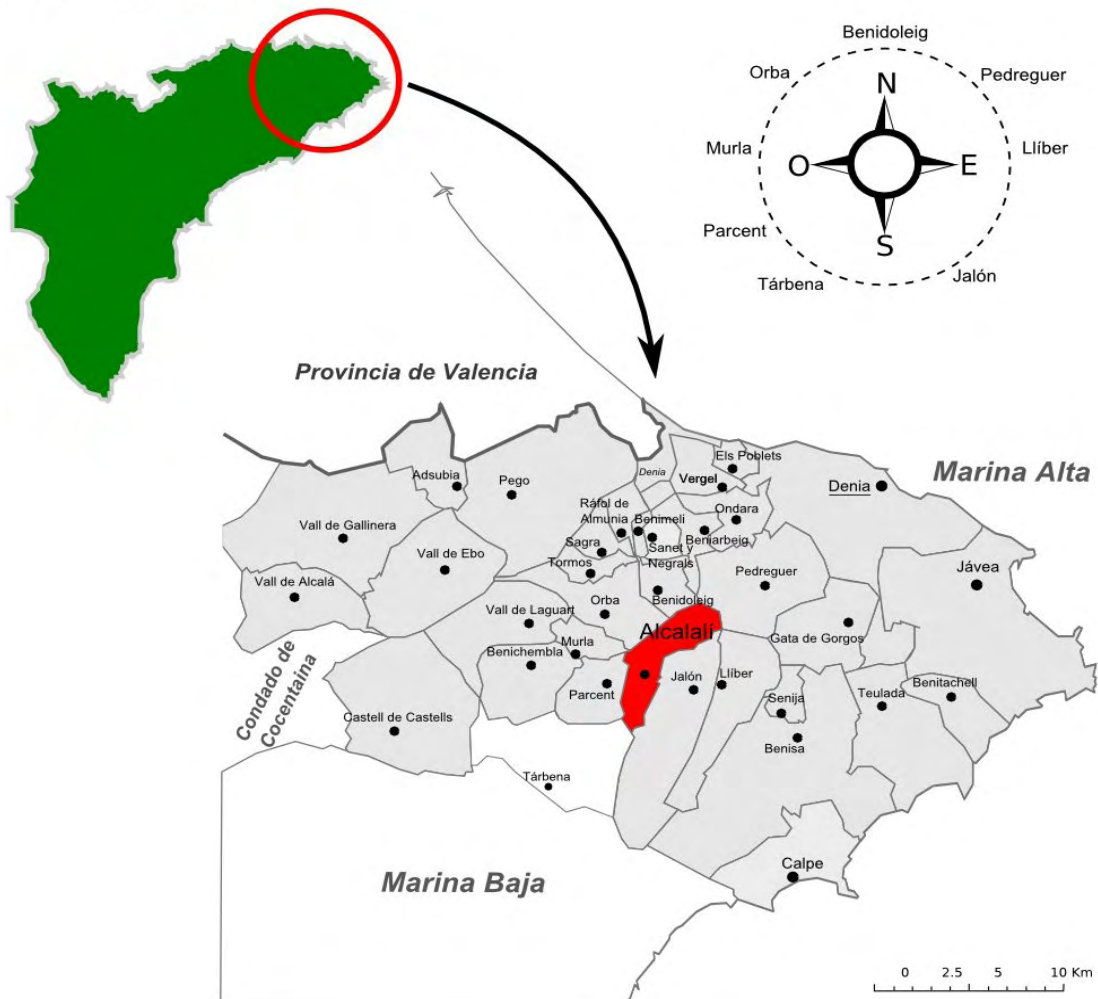 Benidoleig
Orba
Pedreguer
N
Murla
Llíber
O
E
Parcent
S
Tárbena
Jalón
Provincia de Valencia
Marina Alta
Els Poblets
Adsubia
Denia
Vergel
Pego
Denia
Ráfol de
Almunia
Benimeli
Ondara
Vall de Gallinera
Beniarbeig
Sagra
Sanet y
Negrals
Vall de Ebo
Tormos
Pedreguer
Jávea
Vall de Alcalá
Benidoleig
Orba
Vall de Laguart
Alcalalí
Gata de Gorgos
Murla
Benichembla
Condado de
Cocentaina
Parcent
Jalón
Llíber
Senija
Teulada
Benitachell
Castell de Castells
Benisa
Tárbena
Calpe
Marina Baja
0 2.5 5 10 Km